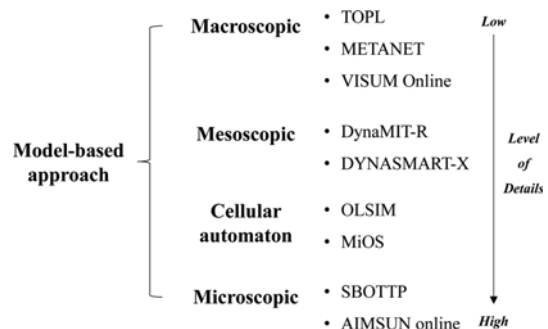 Macroscopic
• TOPL
• METANET
• VISUM Online
Low
Model-based
approach
Mesoscopic
• DynaMIT-R
• DYNASMART-X
Level
of
Details
Cellular
automaton
• OLSIM
• MiOS
Microscopic
• SBOTTP
• AIMSUN online
High